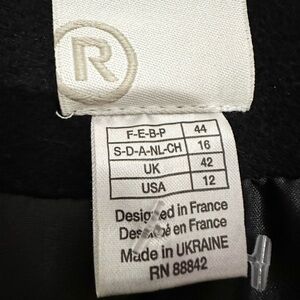 R
F-E-B-P 44
S-D-A-NL-CH 16
UK 42
USA 12
Designed in France
Dessiné en France
Made in UKRAINE
RN 88842